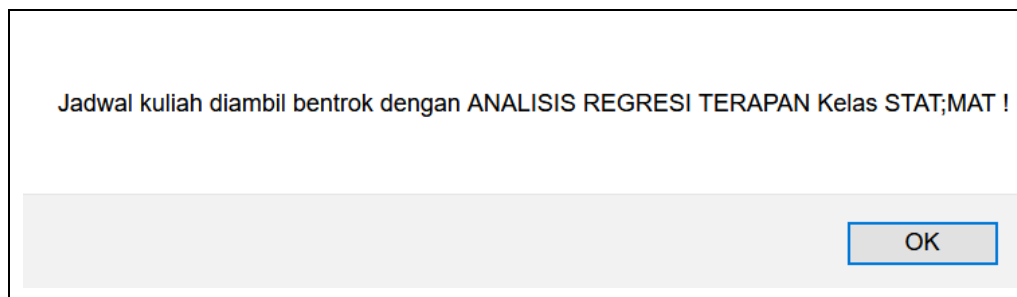 Jadwal kuliah diambil bentrok dengan ANALISIS REGRESI TERAPAN Kelas STAT;MAT !
OK